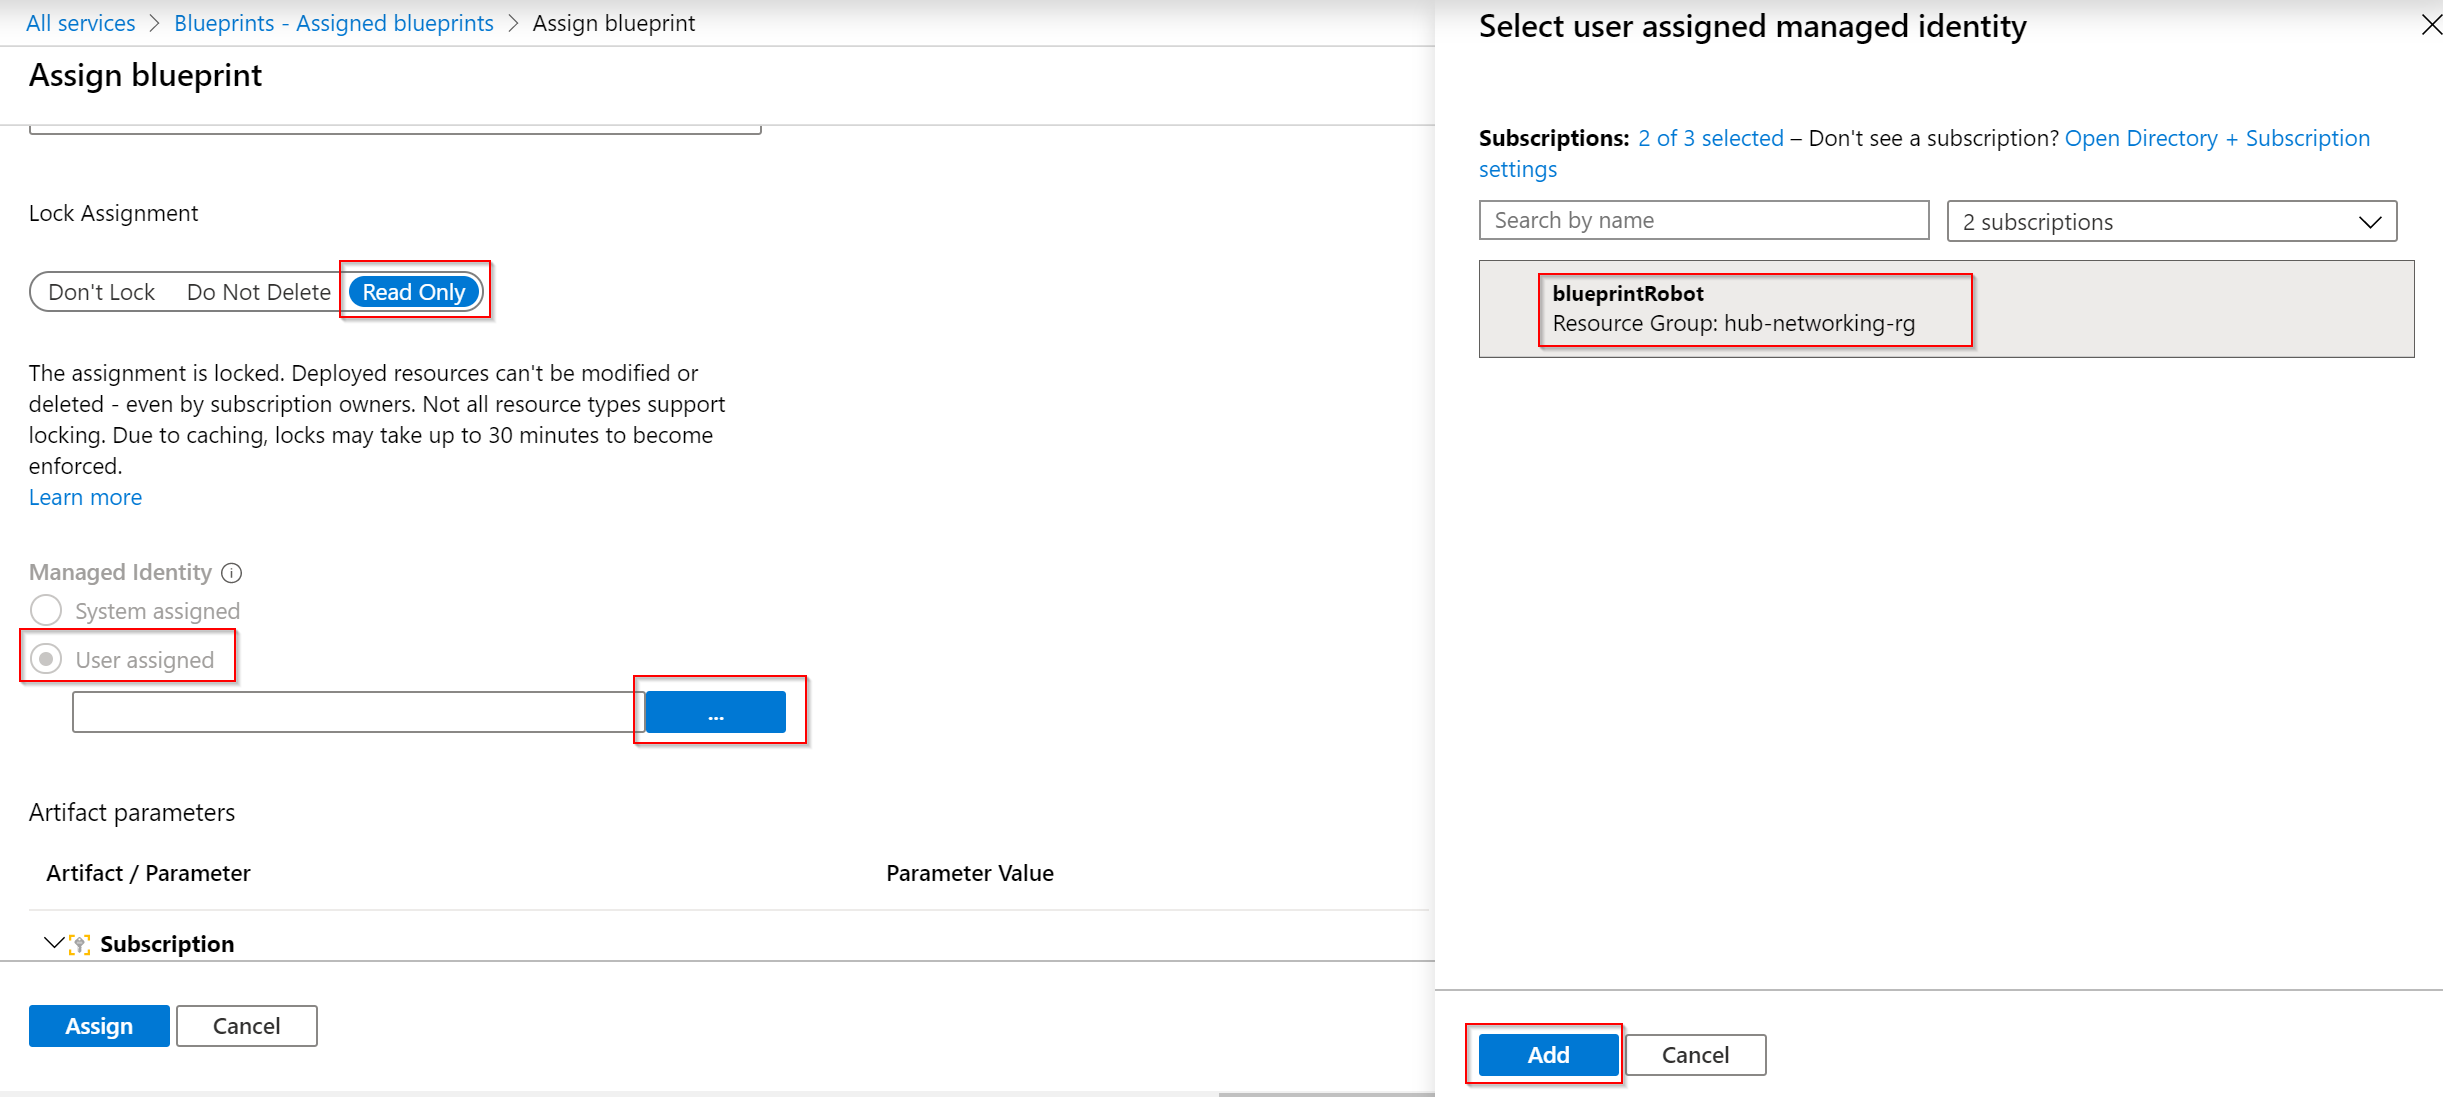 All services > Blueprints - Assigned blueprints > Assign blueprint
Assign blueprint
Lock Assignment
Don't Lock Do Not Delete Read Only
The assignment is locked. Deployed resources can't be modified or
deleted - even by subscription owners. Not all resource types support
locking. Due to caching, locks may take up to 30 minutes to become
enforced.
Learn more
Managed Identity
System assigned
User assigned
...
Artifact parameters
Artifact / Parameter Parameter Value
Subscription
Assign Cancel
Select user assigned managed identity
Subscriptions: 2 of 3 selected – Don't see a subscription? Open Directory + Subscription
settings
Search by name 2 subscriptions
blueprintRobot
Resource Group: hub-networking-rg
Add Cancel